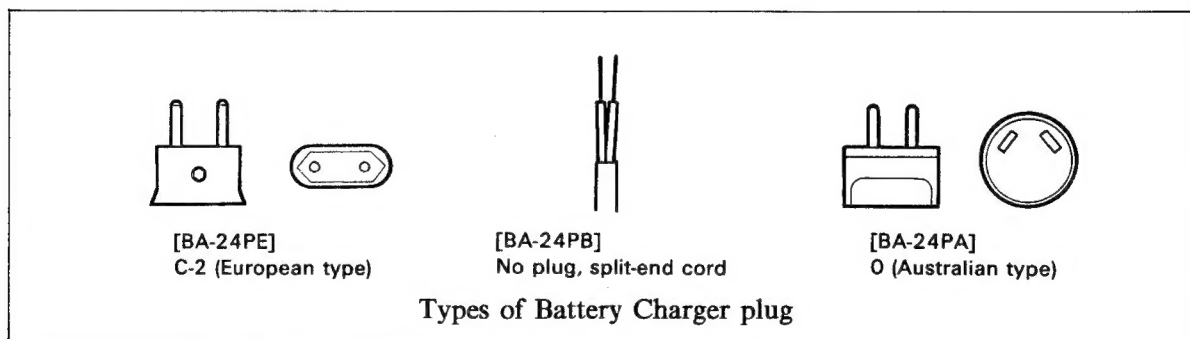 [BA-24PE]
C-2 (European type)
[BA-24PB]
No plug, split-end cord
[BA-24PA]
O (Australian type)
Types of Battery Charger plug